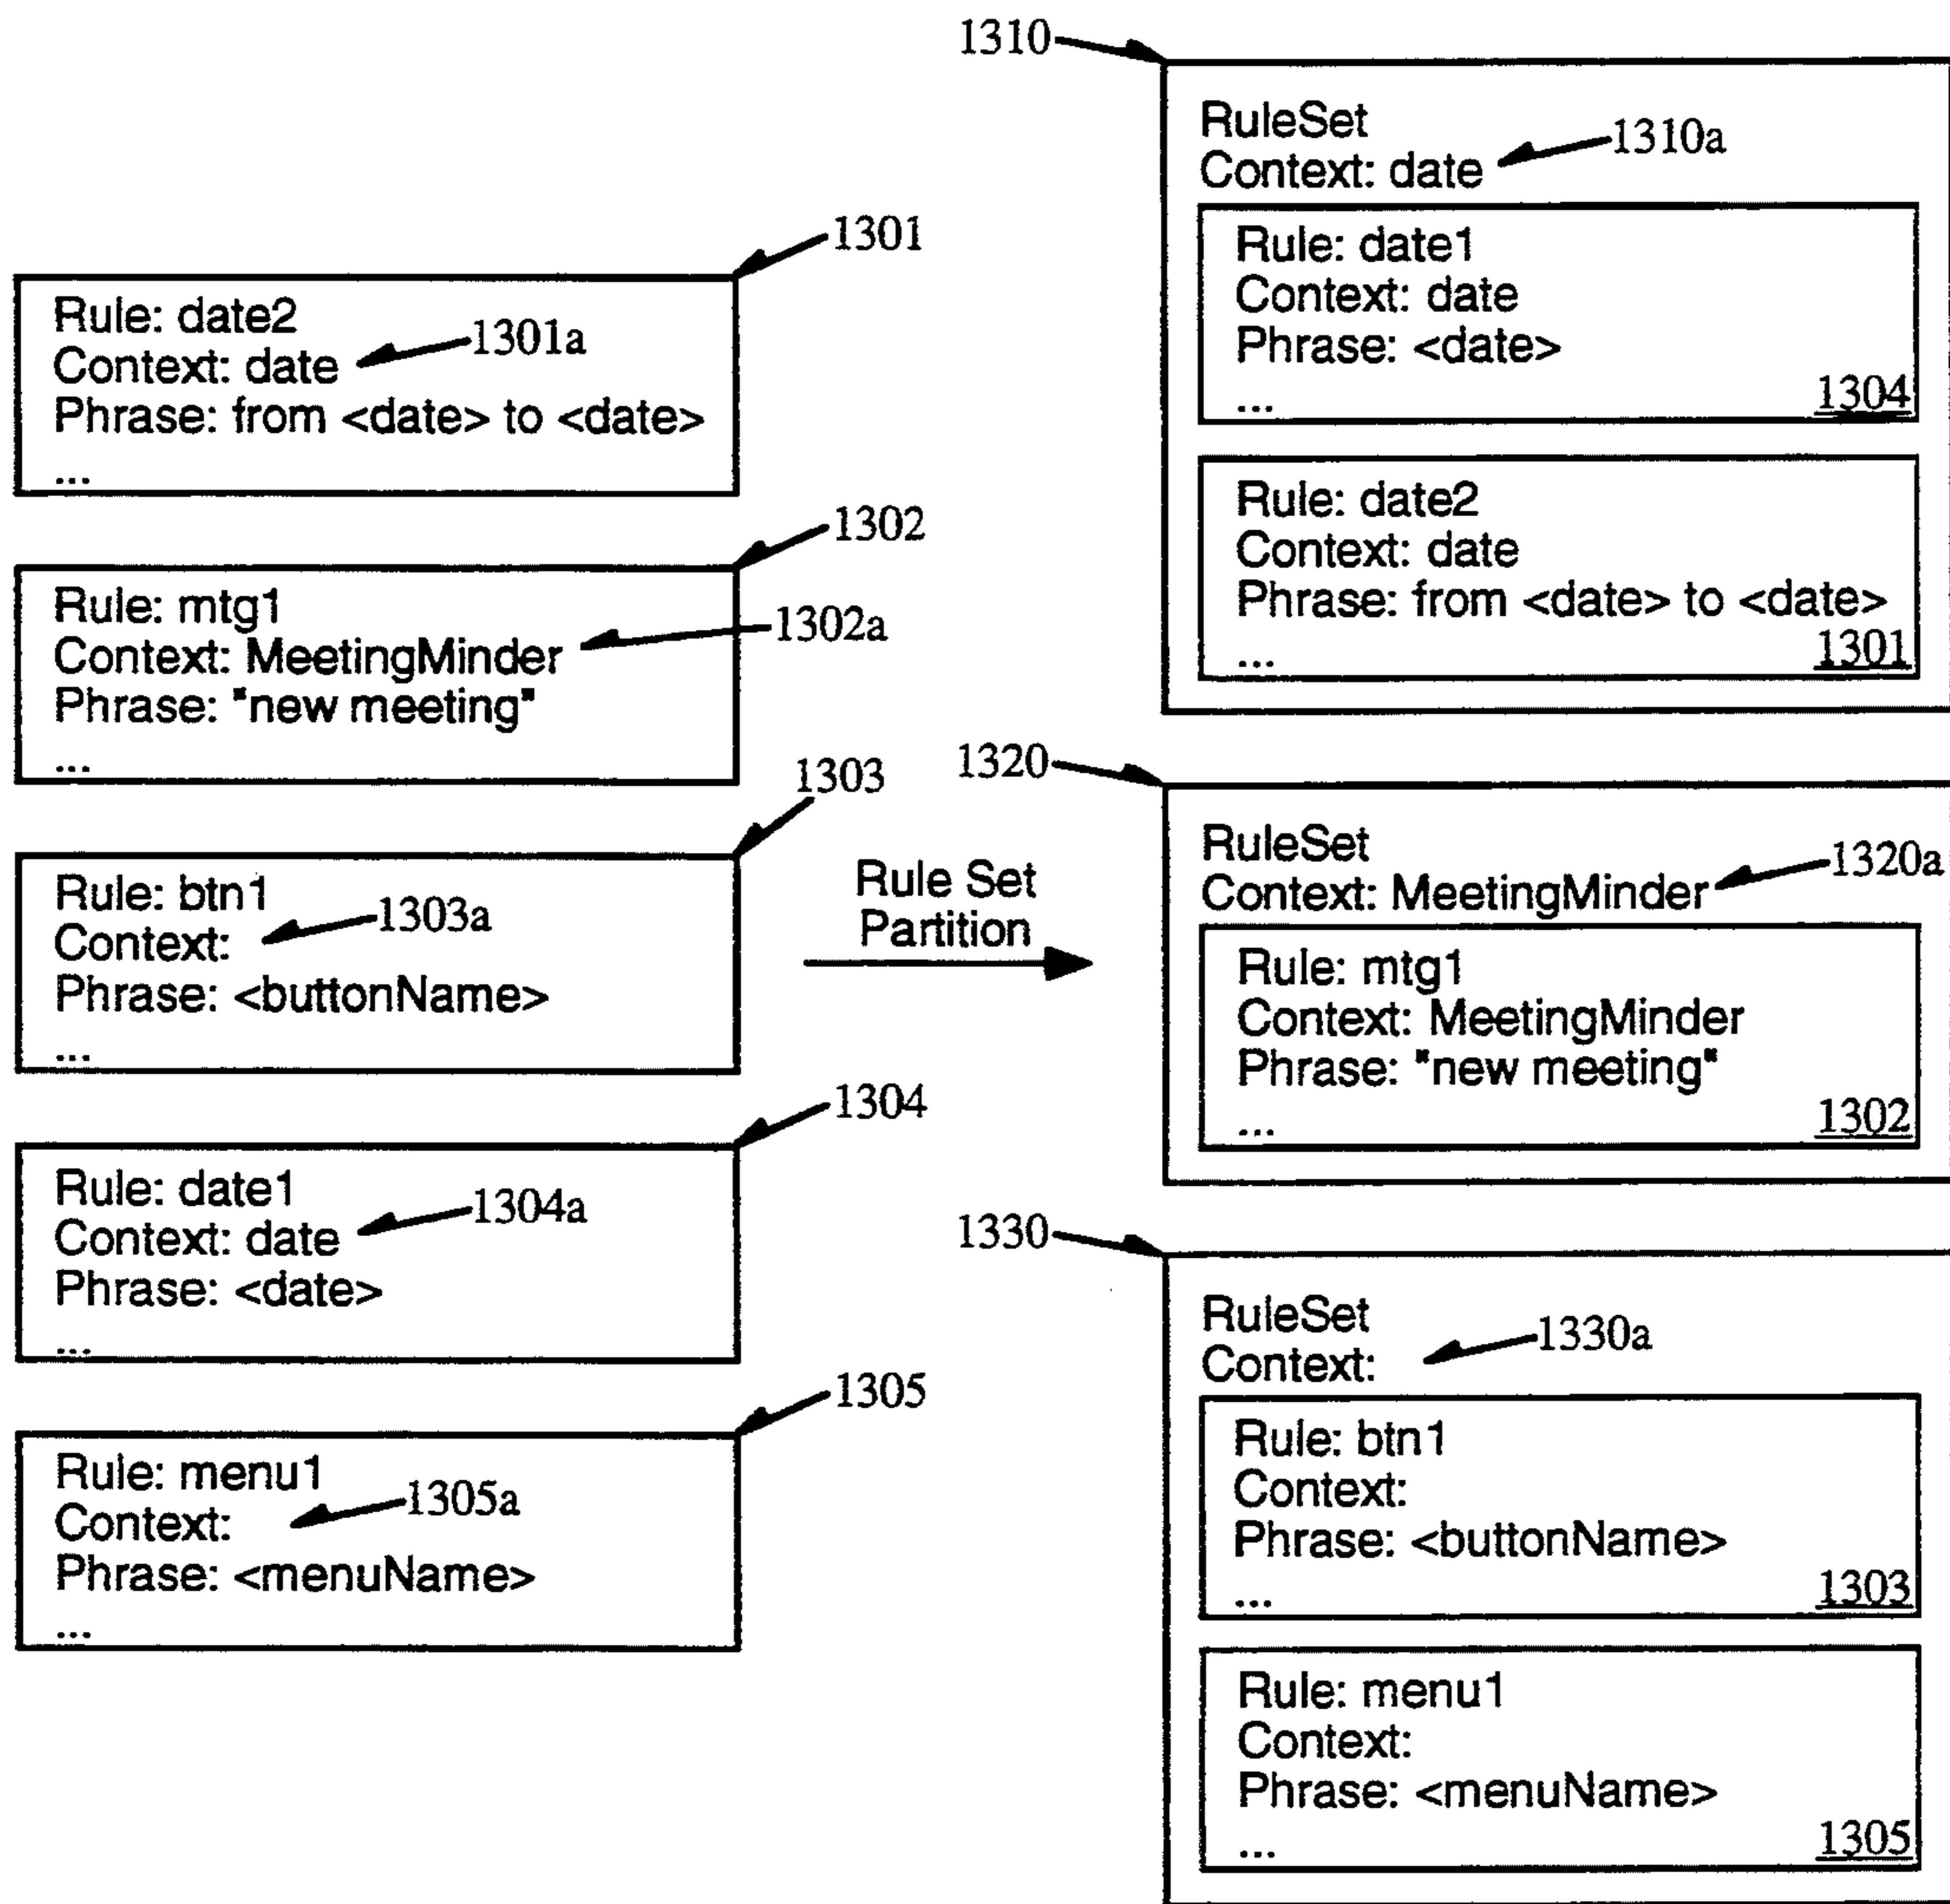 1301
Rule: date2
Context: date
1301a
Phrase: from <date> to <date>
...
1302
Rule: mtg1
Context: MeetingMinder
1302a
Phrase: "new meeting"
...
1303
Rule: btn1
Context:
1303a
Phrase: <buttonName>
...
1304
Rule: date1
Context: date
1304a
Phrase: <date>
...
1305
Rule: menu1
Context:
1305a
Phrase: <menuName>
...
Rule Set
Partition
1310
RuleSet
Context: date
1310a
Rule: date1
Context: date
Phrase: <date>
...
1304
Rule: date2
Context: date
Phrase: from <date> to <date>
...
1301
1320
RuleSet
Context: MeetingMinder
1320a
Rule: mtg1
Context: MeetingMinder
Phrase: "new meeting"
...
1302
1330
RuleSet
Context:
1330a
Rule: btn1
Context:
Phrase: <buttonName>
...
1303
Rule: menu1
Context:
Phrase: <menuName>
...
1305